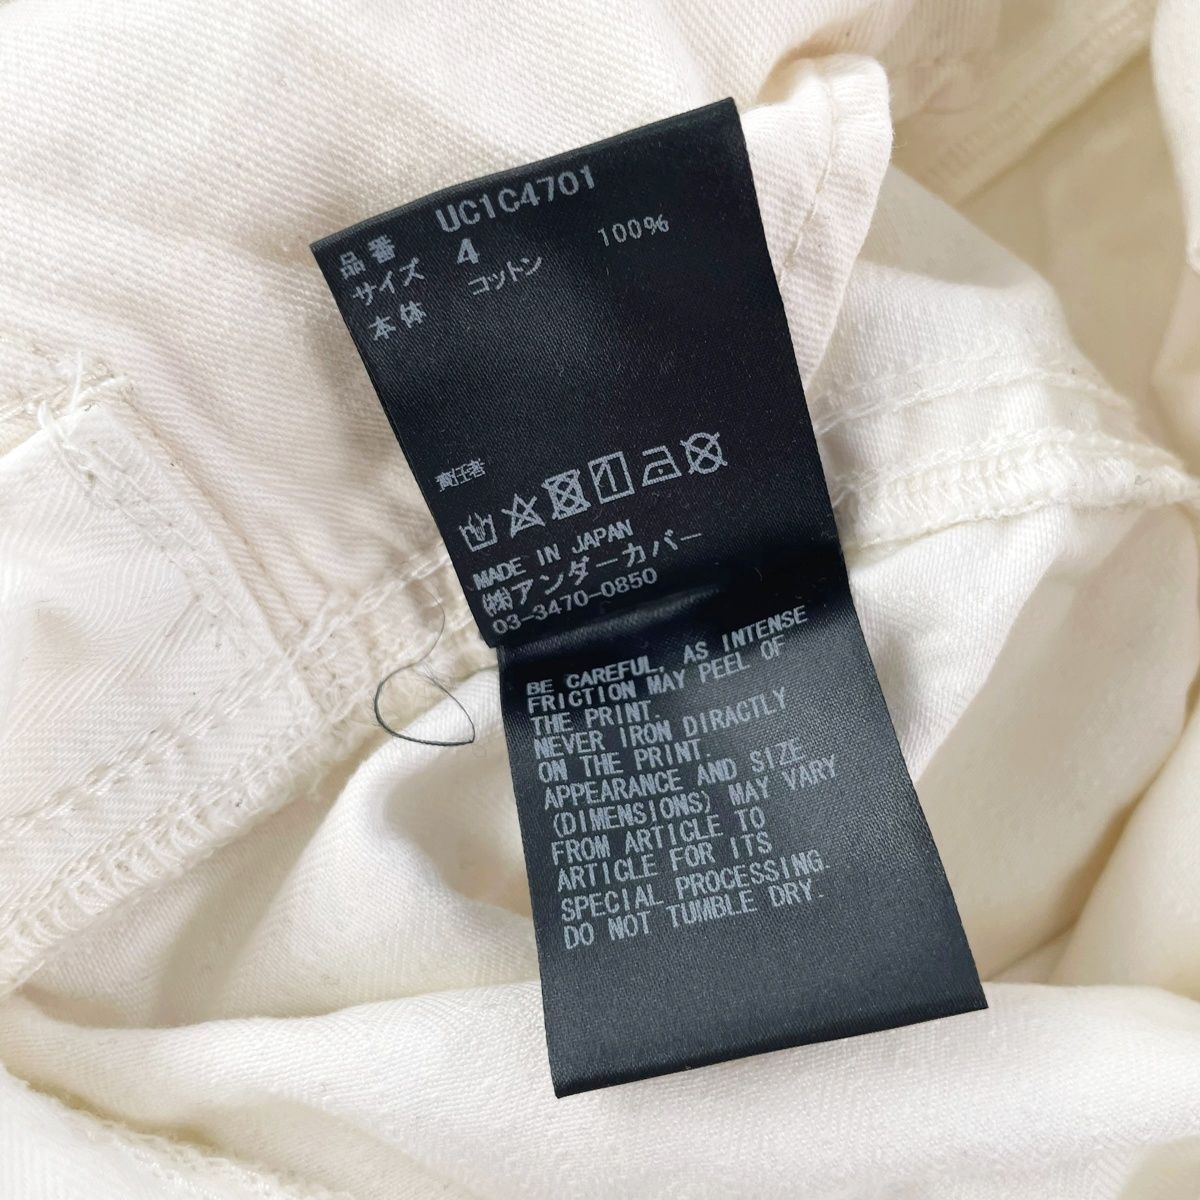 品番 UC1C4701
サイズ 4
本体 コットン 100%
責任者
MADE IN JAPAN
㈱アンダーカバー
03-3470-0850
BE CAREFUL, AS INTENSE
FRICTION MAY PEEL OF
THE PRINT.
NEVER IRON DIRACTLY
ON THE PRINT.
APPEARANCE AND SIZE
(DIMENSIONS) MAY VARY
FROM ARTICLE TO
ARTICLE FOR ITS
SPECIAL PROCESSING.
DO NOT TUMBLE DRY.